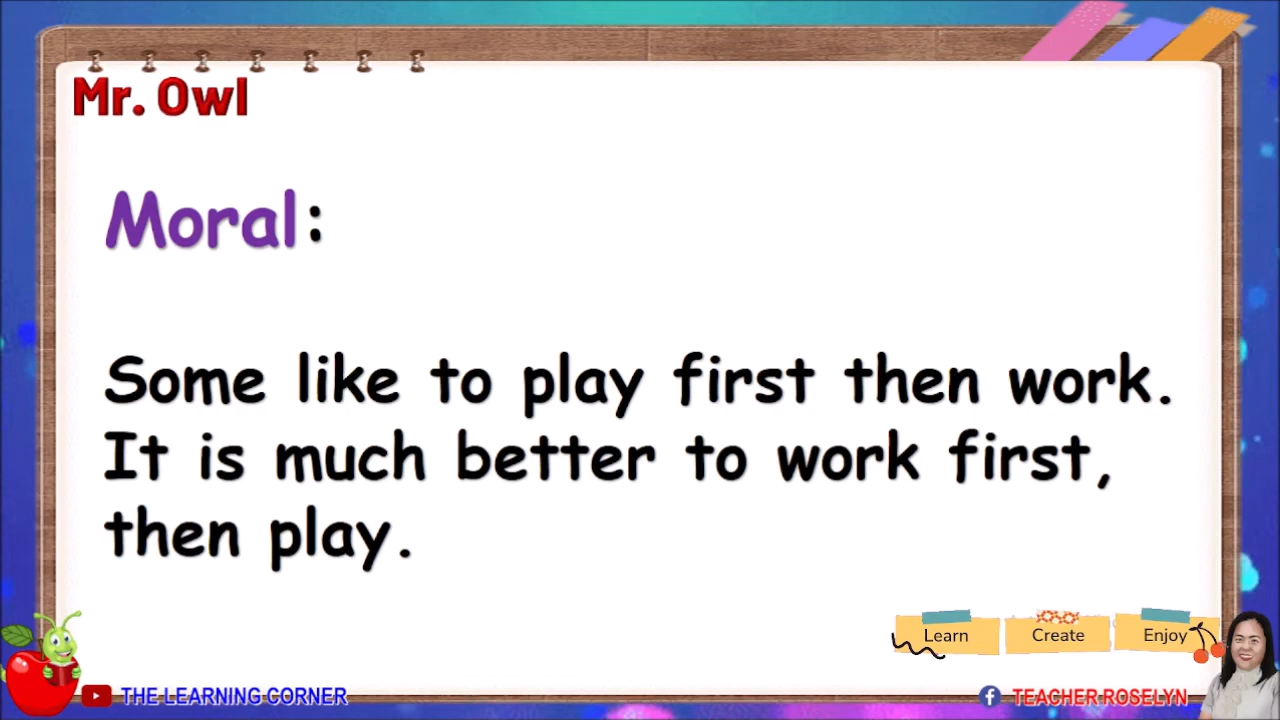 Mr. Owl
Moral:
Some like to play first then work.
It is much better to work first,
then play.
Learn
Create
Enjoy
THE LEARNING CORNER
TEACHER ROSELYN